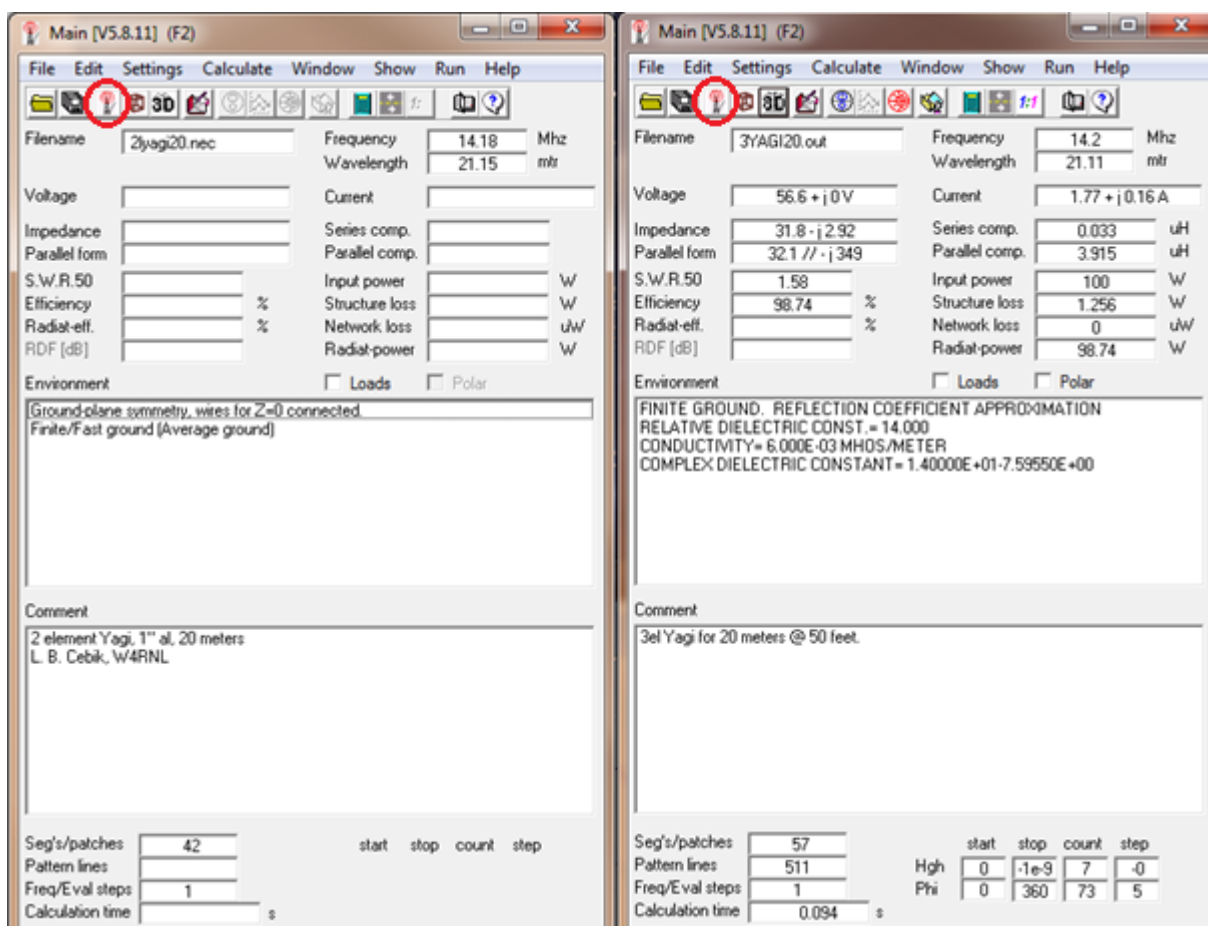 Main [V5.8.11] (F2)
File Edit Settings Calculate Window Show Run Help
3D
Filename 2lyagi20.nec Frequency 14.18 Mhz
Wavelength 21.15 mtr
Voltage Current
Impedance Series comp.
Parallel form Parallel comp.
S.W.R.50 Input power W
Efficiency % Structure loss W
Radiat-eff. % Network loss uW
RDF [dB] Radiat-power W
Environment Loads Polar
Ground-plane symmetry, wires for Z=0 connected.
Finite/Fast ground (Average ground)
Comment
2 element Yagi, 1"" al, 20 meters
L. B. Cebik, W4RNL
Seg's/patches 42 start stop count step
Pattern lines
Freq/Eval steps 1
Calculation time s
Main [V5.8.11] (F2)
File Edit Settings Calculate Window Show Run Help
3D 1:1
Filename 3YAGI20.out Frequency 14.2 Mhz
Wavelength 21.11 mtr
Voltage 56.6 + j 0 V Current 1.77 + j 0.16 A
Impedance 31.8 - j 2.92 Series comp. 0.033 uH
Parallel form 32.1 // - j 349 Parallel comp. 3.915 uH
S.W.R.50 1.58 Input power 100 W
Efficiency 98.74 % Structure loss 1.256 W
Radiat-eff. % Network loss 0 uW
RDF [dB] Radiat-power 98.74 W
Environment Loads Polar
FINITE GROUND. REFLECTION COEFFICIENT APPROXIMATION
RELATIVE DIELECTRIC CONST.= 14.000
CONDUCTIVITY= 6.000E-03 MHOS/METER
COMPLEX DIELECTRIC CONSTANT= 1.40000E+01-7.59550E+00
Comment
3el Yagi for 20 meters @ 50 feet.
Seg's/patches 57 start stop count step
Pattern lines 511 Hgh 0 -1e-9 7 -0
Freq/Eval steps 1 Phi 0 360 73 5
Calculation time 0.094 s